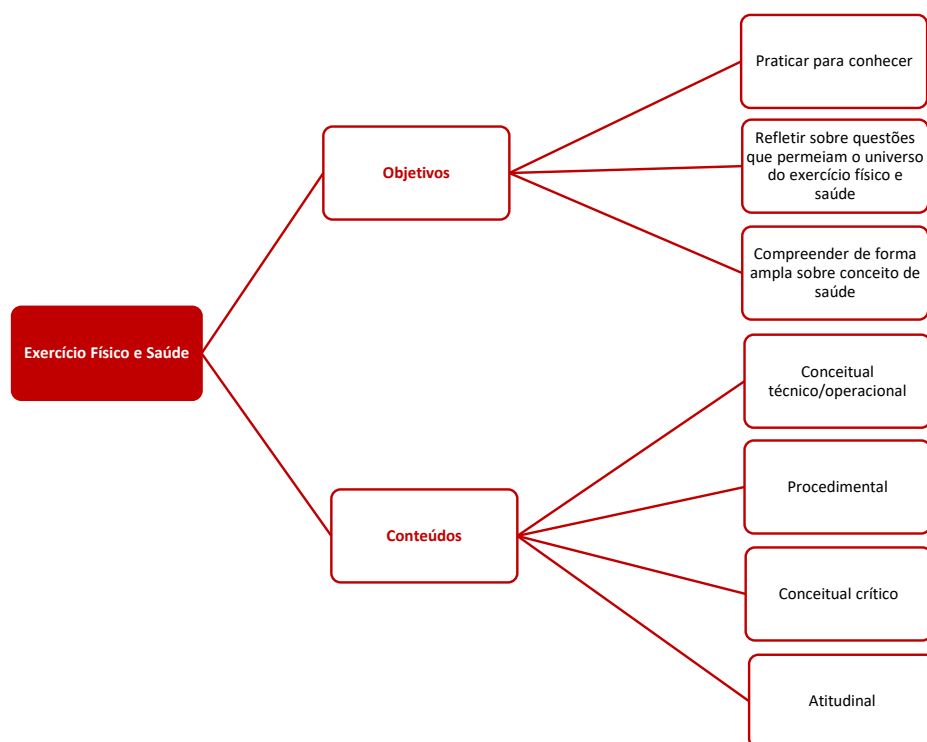 Exercício Físico e Saúde
Objetivos
Praticar para conhecer
Refletir sobre questões
que permeiam o universo
do exercício físico e
saúde
Compreender de forma
ampla sobre conceito de
saúde
Conteúdos
Conceitual
técnico/operacional
Procedimental
Conceitual crítico
Atitudinal